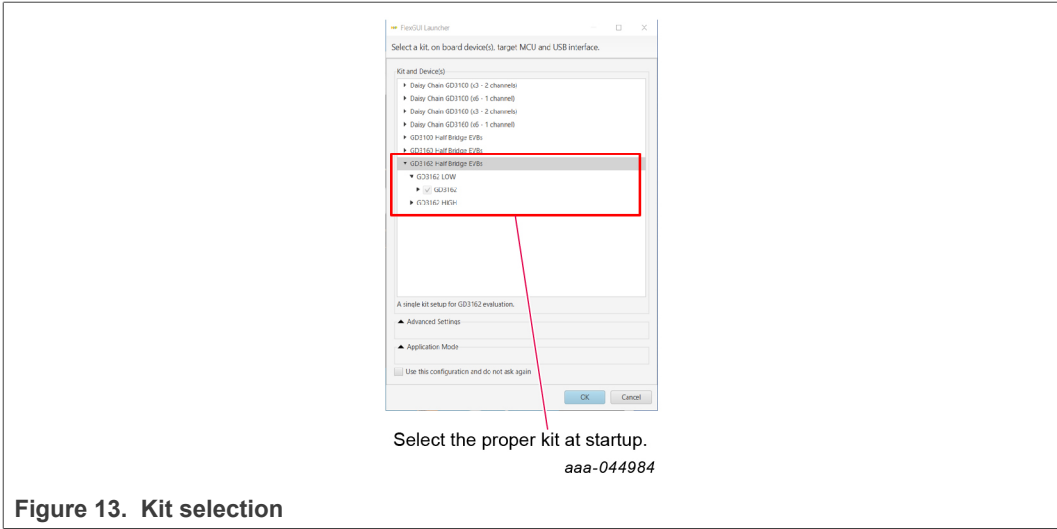 FlexGUI Launcher
Select a kit, on board device(s), target MCU and USB interface.
Kit and Device(s)
Daisy Chain GD3100 (x3 - 2 channels)
Daisy Chain GD3100 (x6 - 1 channel)
Daisy Chain GD3160 (x3 - 2 channels)
Daisy Chain GD3160 (x6 - 1 channel)
GD3100 Half Bridge EVBs
GD3160 Half Bridge EVBs
GD3162 Half Bridge EVBs
GD3162 LOW
GD3162
GD3162 HIGH
A single kit setup for GD3162 evaluation.
Advanced Settings
Application Mode
Use this configuration and do not ask again
OK Cancel
Select the proper kit at startup.
aaa-044984
Figure 13. Kit selection